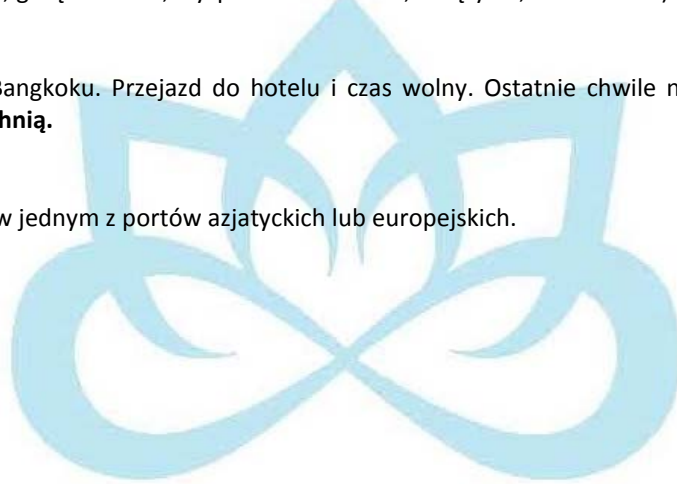 Bangkoku. Przejazd do hotelu i czas wolny. Ostatnie chwile n
hnią.
w jednym z portów azjatyckich lub europejskich.